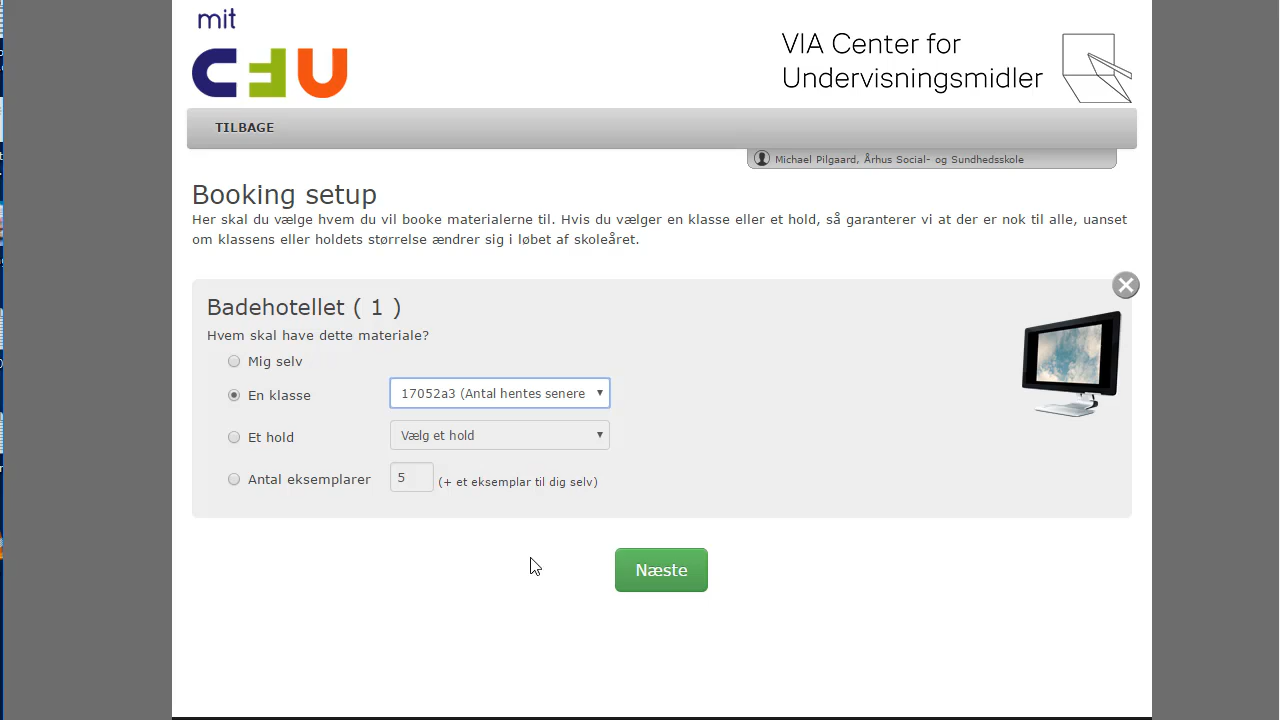 mit
CFU
VIA Center for
Undervisningsmidler
TILBAGE
Michael Pilgaard, Århus Social- og Sundhedsskole
Booking setup
Her skal du vælge hvem du vil booke materialerne til. Hvis du vælger en klasse eller et hold, så garanterer vi at der er nok til alle, uanset
om klassens eller holdets størrelse ændrer sig i løbet af skoleåret.
Badehotellet ( 1 )
Hvem skal have dette materiale?
Mig selv
En klasse 17052a3 (Antal hentes senere
Et hold Vælg et hold
Antal eksemplarer 5 (+ et eksemplar til dig selv)
Næste